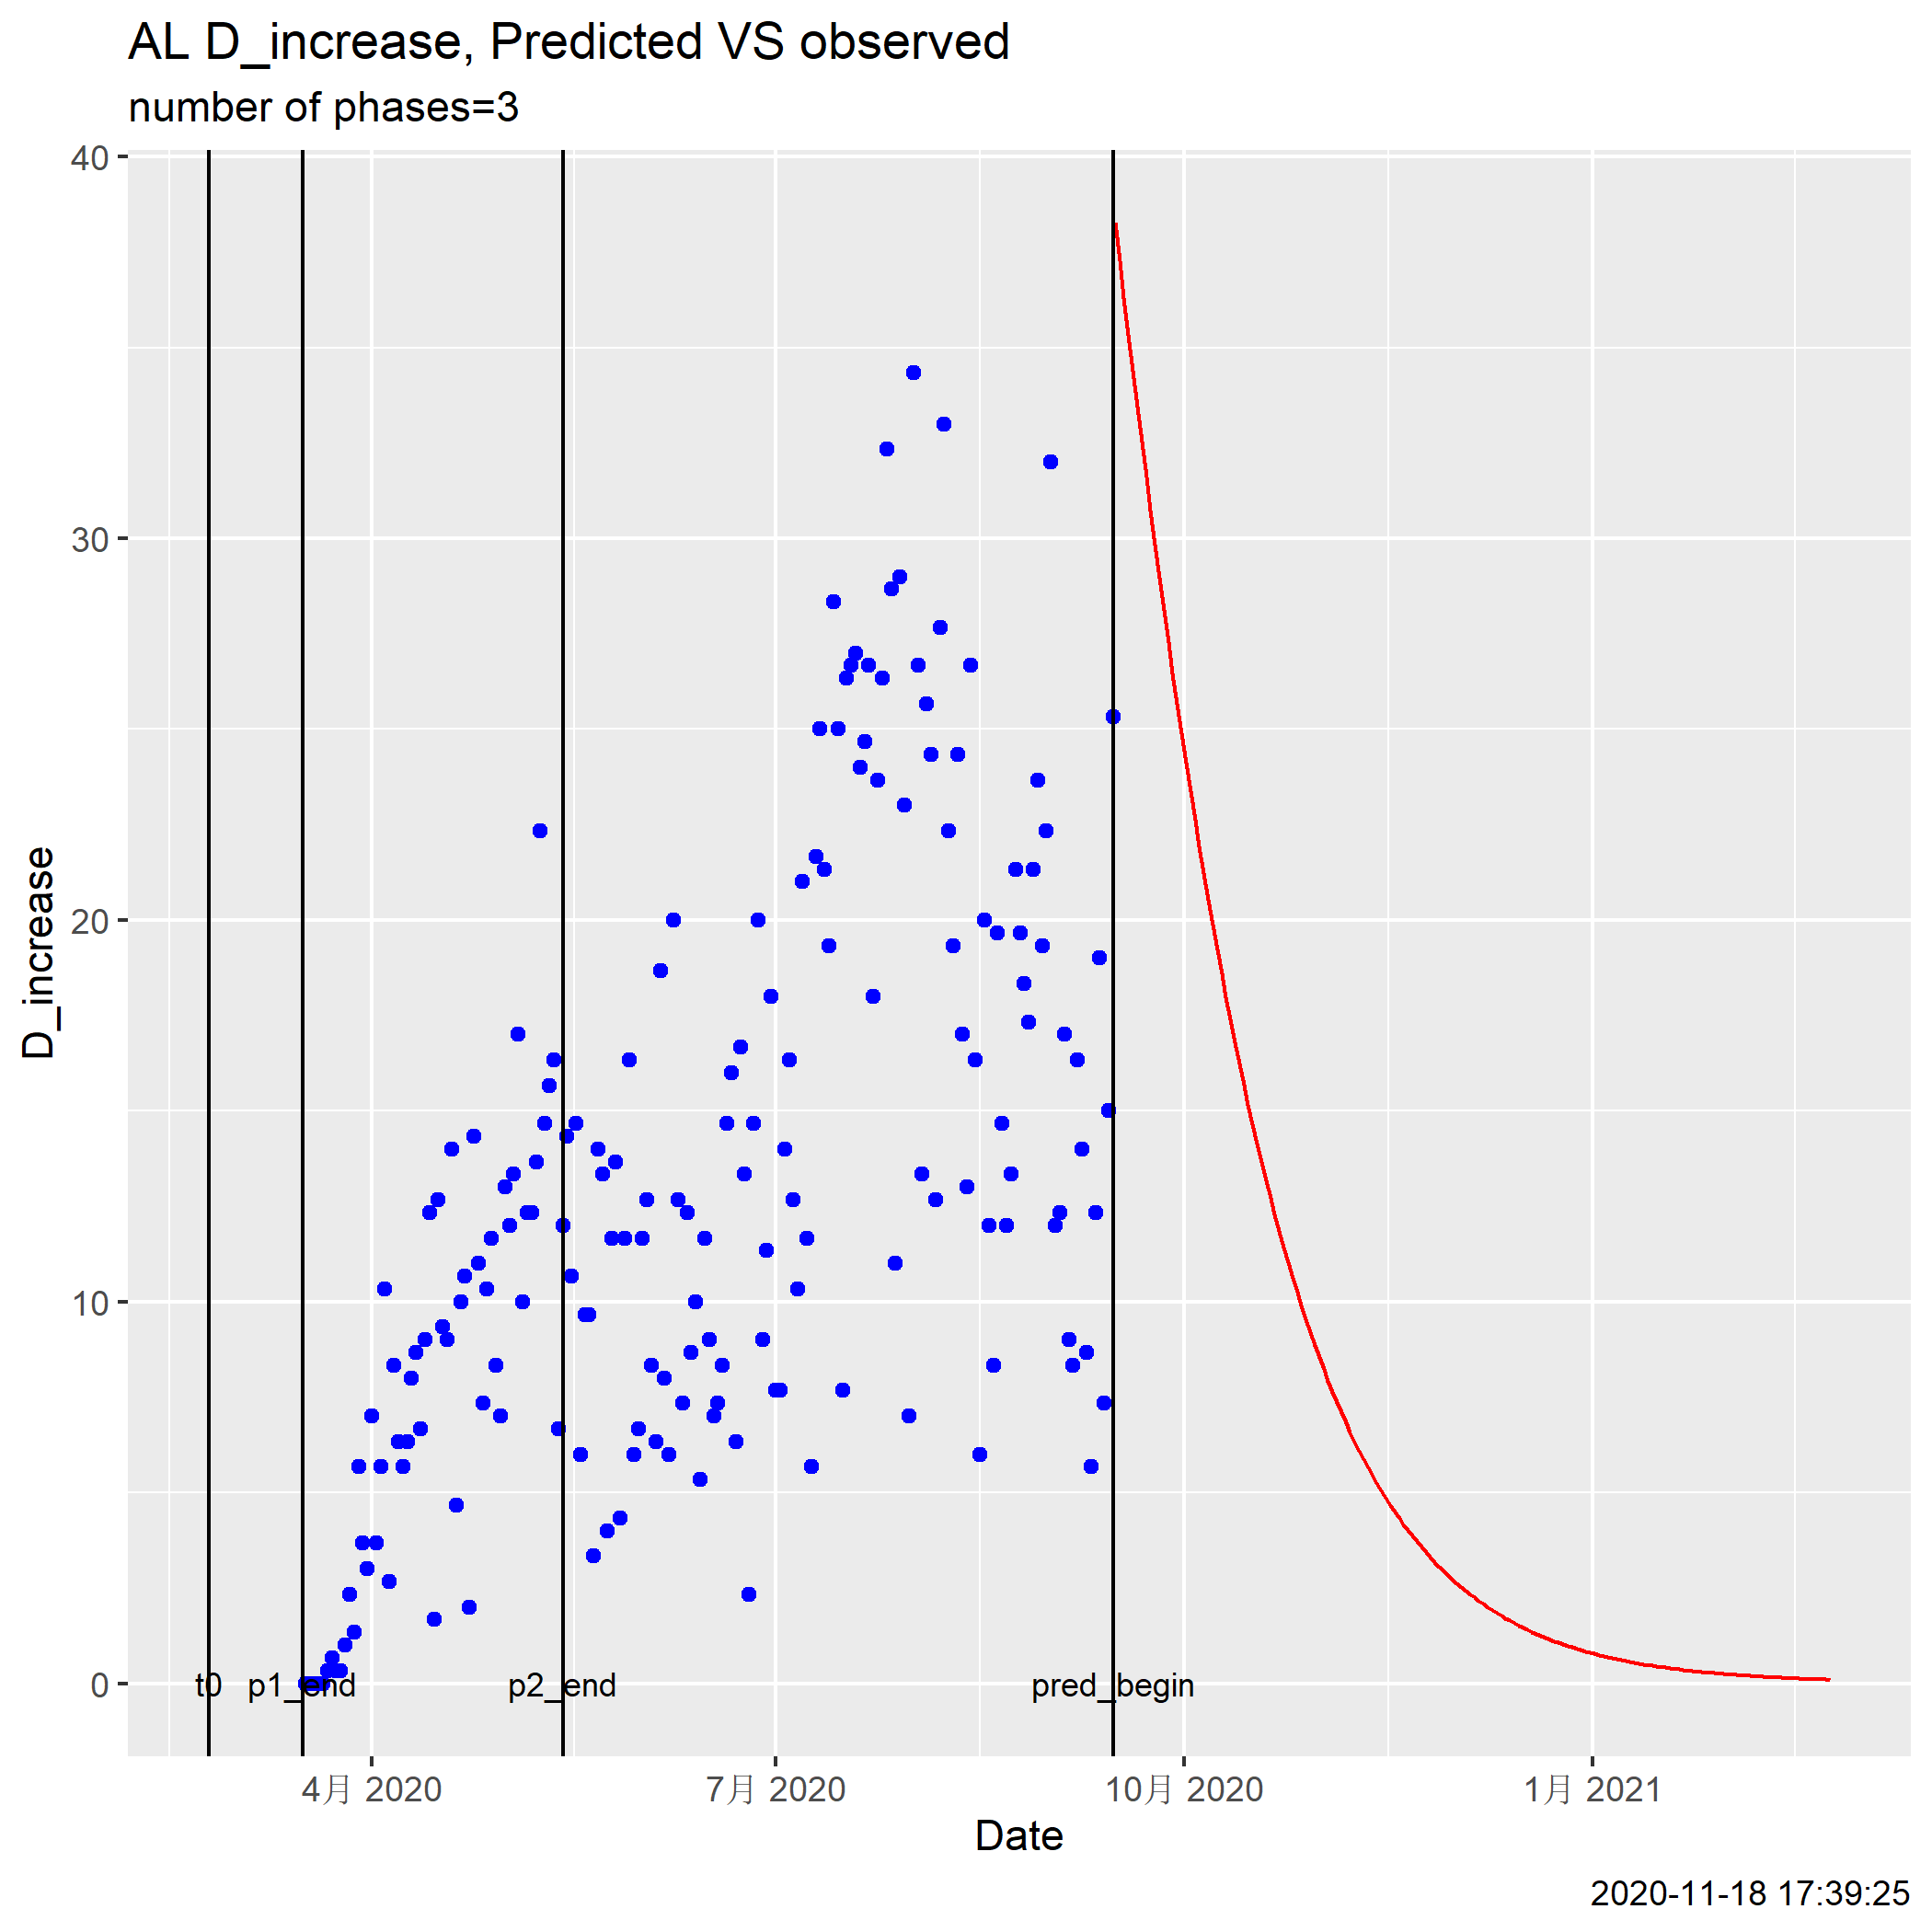 AL D_increase, Predicted VS observed
number of phases=3
40
30
20
10
0
D_increase
t0
p1_end
p2_end
pred_begin
4月 2020
7月 2020
10月 2020
1月 2021
Date
2020-11-18 17:39:25